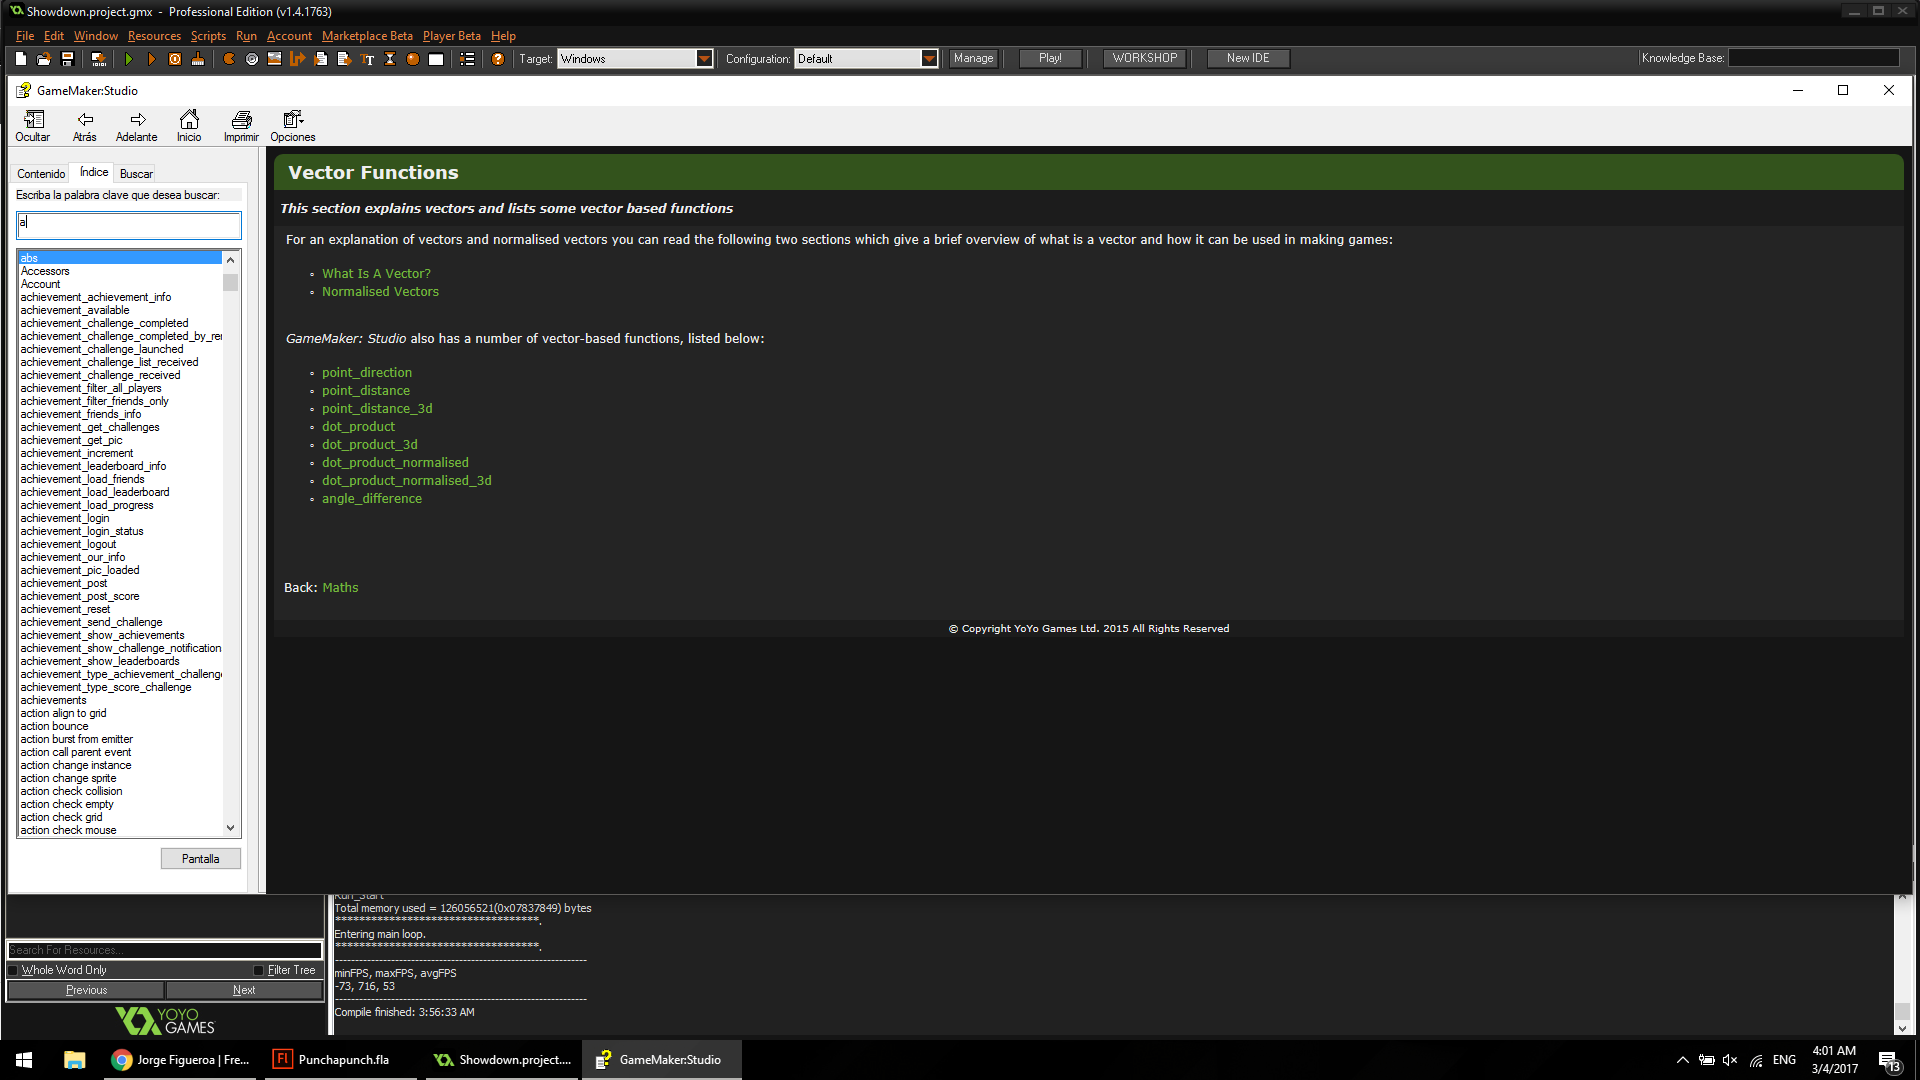 Showdown.project.gmx - Professional Edition (v1.4.1763)
File Edit Window Resources Scripts Run Account Marketplace Beta Player Beta Help
Target: Windows Configuration: Default Manage Play! WORKSHOP New IDE Knowledge Base:
GameMaker:Studio
Ocultar Atrás Adelante Inicio Imprimir Opciones
Contenido Índice Buscar
Escriba la palabra clave que desea buscar:
a
abs
Accessors
Account
achievement_achievement_info
achievement_available
achievement_challenge_completed
achievement_challenge_completed_by_re
achievement_challenge_launched
achievement_challenge_list_received
achievement_challenge_received
achievement_filter_all_players
achievement_filter_friends_only
achievement_friends_info
achievement_get_challenges
achievement_get_pic
achievement_increment
achievement_leaderboard_info
achievement_load_friends
achievement_load_leaderboard
achievement_load_progress
achievement_login
achievement_login_status
achievement_logout
achievement_our_info
achievement_pic_loaded
achievement_post
achievement_post_score
achievement_reset
achievement_send_challenge
achievement_show_achievements
achievement_show_challenge_notification
achievement_show_leaderboards
achievement_type_achievement_challeng
achievement_type_score_challenge
achievements
action align to grid
action bounce
action burst from emitter
action call parent event
action change instance
action change sprite
action check collision
action check empty
action check grid
action check mouse
Pantalla
Vector Functions
This section explains vectors and lists some vector based functions
For an explanation of vectors and normalised vectors you can read the following two sections which give a brief overview of what is a vector and how it can be used in making games:
What Is A Vector?
Normalised Vectors
GameMaker: Studio also has a number of vector-based functions, listed below:
point_direction
point_distance
point_distance_3d
dot_product
dot_product_3d
dot_product_normalised
dot_product_normalised_3d
angle_difference
Back: Maths
© Copyright YoYo Games Ltd. 2015 All Rights Reserved
Run_Start
Total memory used = 126056521(0x07837849) bytes
**********************************.
Entering main loop.
**********************************.
---------------------------------------------------------------
minFPS, maxFPS, avgFPS
-73, 716, 53
---------------------------------------------------------------
Compile finished: 3:56:33 AM
Search For Resources...
Whole Word Only Filter Tree
Previous Next
YOYO
GAMES
Jorge Figueroa | Fre... Punchapunch.fla Showdown.project.... GameMaker:Studio
ENG
4:01 AM
3/4/2017
13